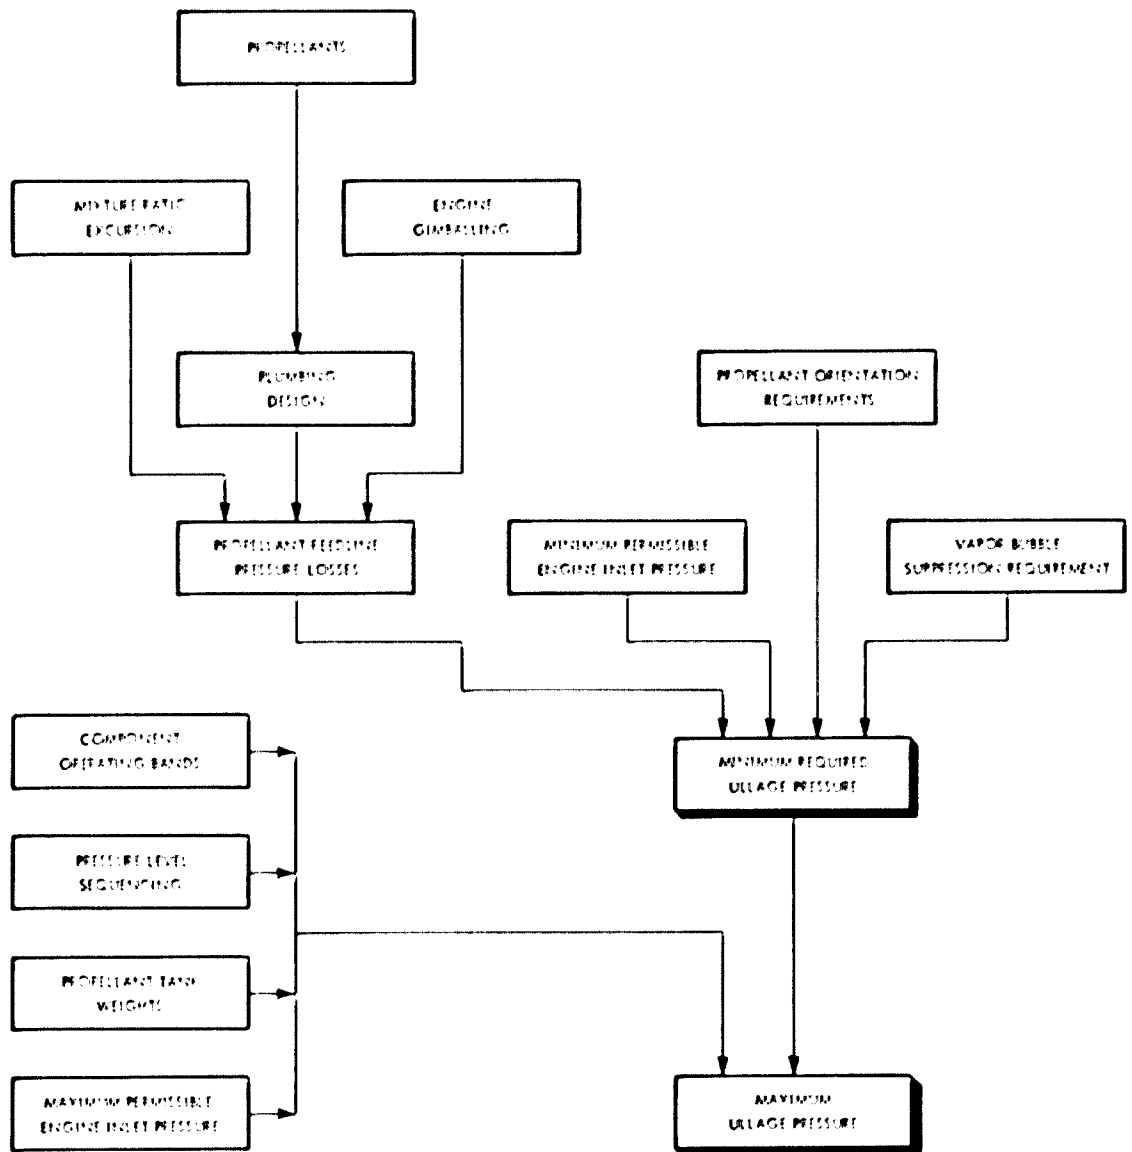 PROPELLANTS
MIXTURE RATIO
EXCURSION
ENGINE
GIMBALLING
PLUMBING
DESIGN
PROPELLANT ORIENTATION
REQUIREMENTS
PROPELLANT FEEDLINE
PRESSURE LOSSES
MINIMUM PERMISSIBLE
ENGINE INLET PRESSURE
VAPOR BUBBLE
SUPPRESSION REQUIREMENT
COMPONENT
OPERATING BANDS
MINIMUM REQUIRED
ULLAGE PRESSURE
PRESSURE LEVEL
SEQUENCING
PROPELLANT TANK
WEIGHTS
MAXIMUM PERMISSIBLE
ENGINE INLET PRESSURE
MAXIMUM
ULLAGE PRESSURE